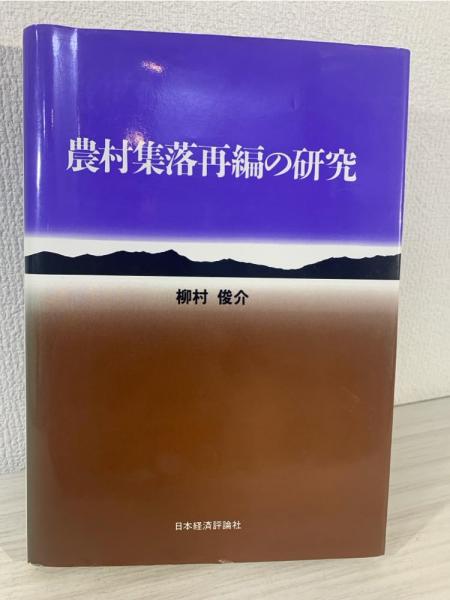 農村集落再編の研究
柳村 俊介
日本経済評論社